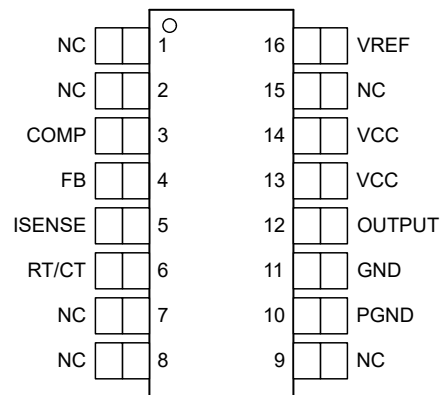 NC 1 16 VREF
NC 2 15 NC
COMP 3 14 VCC
FB 4 13 VCC
ISENSE 5 12 OUTPUT
RT/CT 6 11 GND
NC 7 10 PGND
NC 8 9 NC